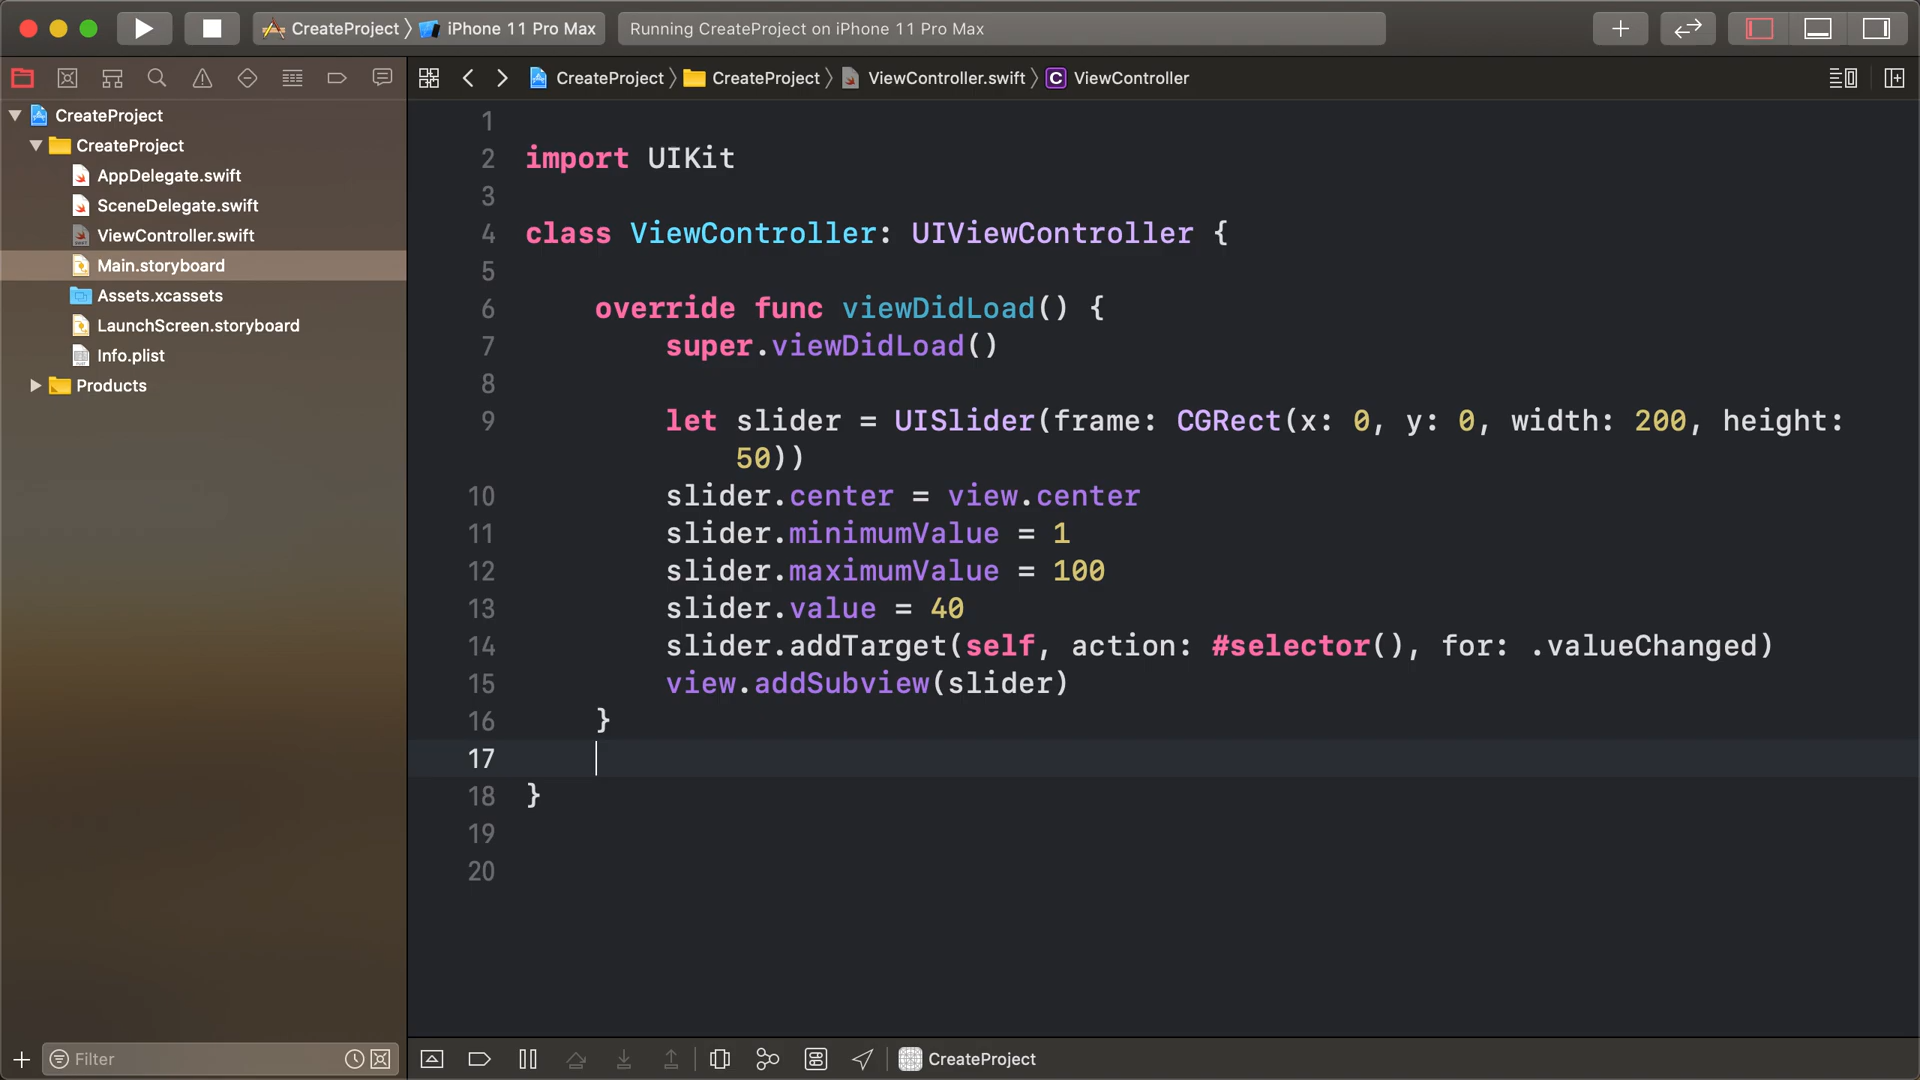 CreateProject 〉 iPhone 11 Pro Max
Running CreateProject on iPhone 11 Pro Max
CreateProject 〉 CreateProject 〉 ViewController.swift 〉 C ViewController
CreateProject
CreateProject
AppDelegate.swift
SceneDelegate.swift
ViewController.swift
Main.storyboard
Assets.xcassets
LaunchScreen.storyboard
Info.plist
Products
1
2 import UIKit
3
4 class ViewController: UIViewController {
5
6 override func viewDidLoad() {
7 super.viewDidLoad()
8
9 let slider = UISlider(frame: CGRect(x: 0, y: 0, width: 200, height:
50))
10 slider.center = view.center
11 slider.minimumValue = 1
12 slider.maximumValue = 100
13 slider.value = 40
14 slider.addTarget(self, action: #selector(), for: .valueChanged)
15 view.addSubview(slider)
16 }
17
18 }
19
20
Filter
CreateProject